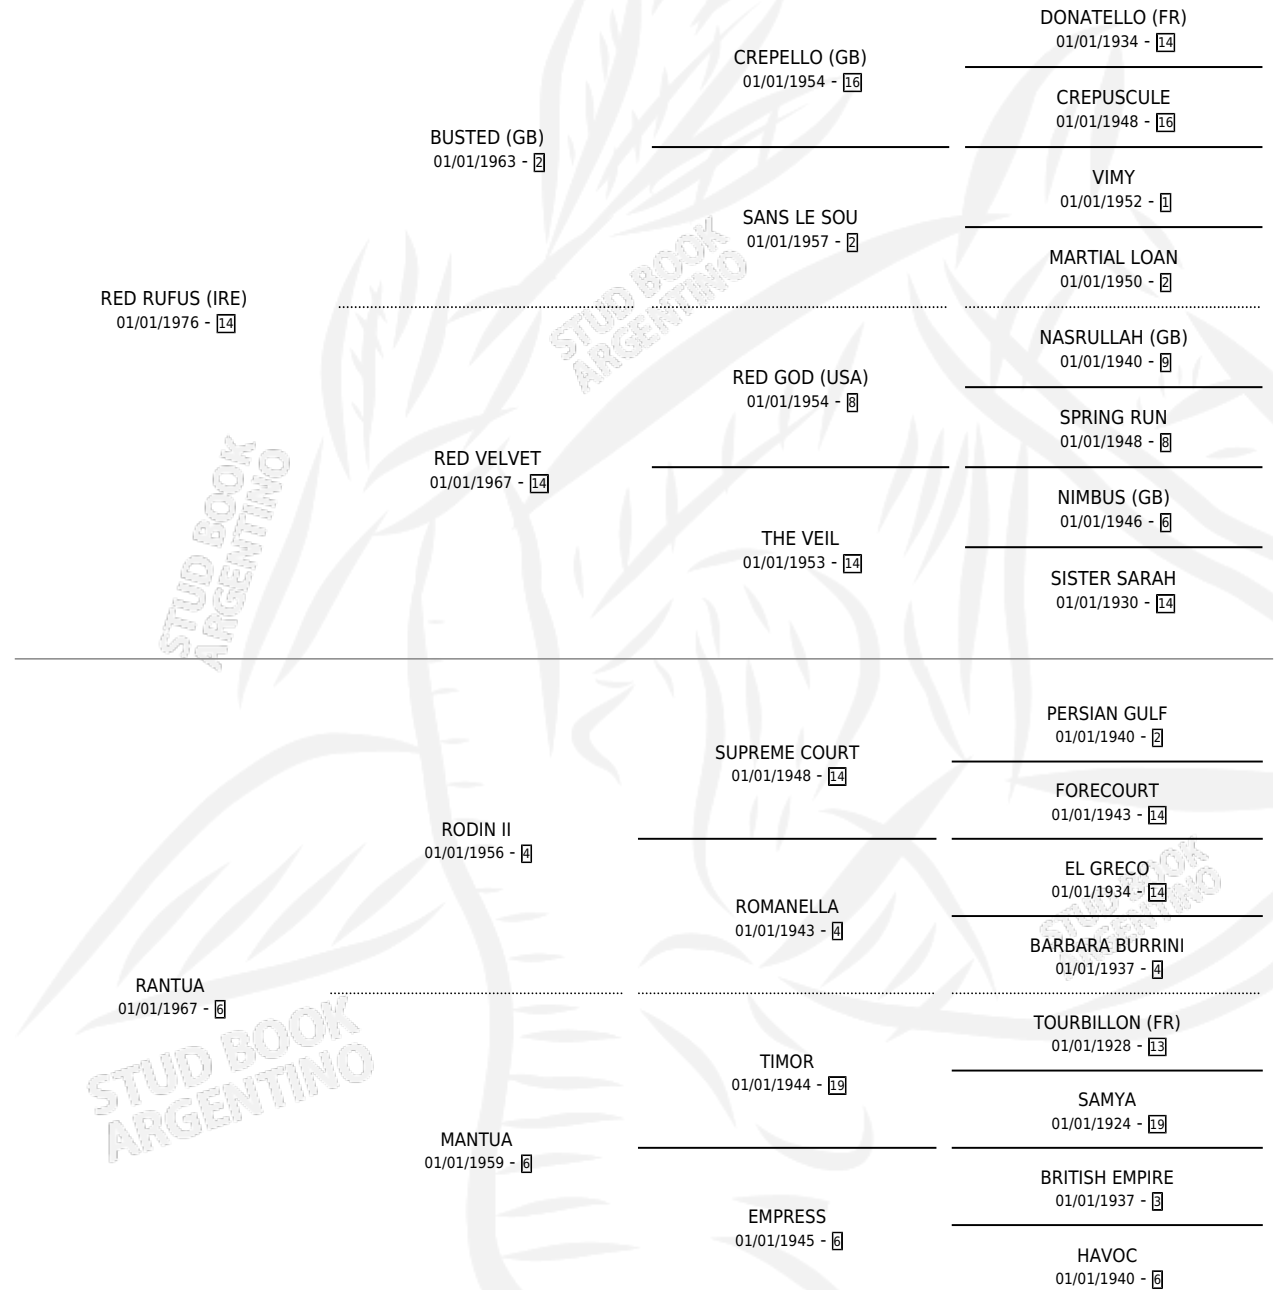 DONATELLO (FR)
01/01/1934 - 14
CREPELLO (GB)
01/01/1954 - 16
CREPUSCULE
01/01/1948 - 16
BUSTED (GB)
01/01/1963 - 2
VIMY
01/01/1952 - 1
SANS LE SOU
01/01/1957 - 2
MARTIAL LOAN
01/01/1950 - 2
RED RUFUS (IRE)
01/01/1976 - 14
STUD BOOK
ARGENTINO
NASRULLAH (GB)
01/01/1940 - 9
RED GOD (USA)
01/01/1954 - 8
SPRING RUN
01/01/1948 - 8
RED VELVET
01/01/1967 - 14
NIMBUS (GB)
01/01/1946 - 6
THE VEIL
01/01/1953 - 14
SISTER SARAH
01/01/1930 - 14
STUD BOOK
ARGENTINO
PERSIAN GULF
01/01/1940 - 2
SUPREME COURT
01/01/1948 - 14
FORECOURT
01/01/1943 - 14
RODIN II
01/01/1956 - 4
EL GRECO
01/01/1934 - 14
ROMANELLA
01/01/1943 - 4
BARBARA BURRINI
01/01/1937 - 4
STUD BOOK
ARGENTINO
RANTUA
01/01/1967 - 6
TOURBILLON (FR)
01/01/1928 - 13
TIMOR
01/01/1944 - 19
SAMYA
01/01/1924 - 19
STUD BOOK
ARGENTINO
MANTUA
01/01/1959 - 6
BRITISH EMPIRE
01/01/1937 - 3
EMPRESS
01/01/1945 - 6
HAVOC
01/01/1940 - 6